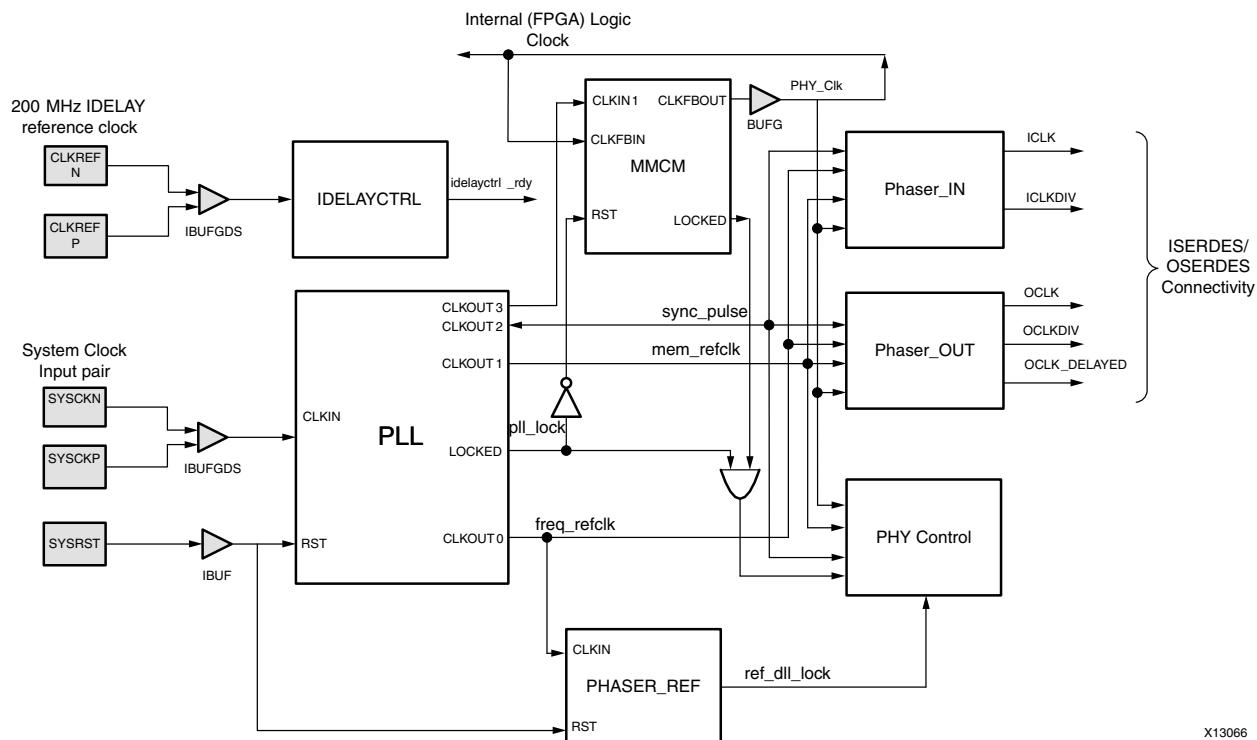 Internal (FPGA) Logic
Clock
200 MHz IDELAY
reference clock
CLKREF
N
CLKREF
P
IBUFGDS
IDELAYCTRL
idelayctrl _rdy
CLKIN1
CLKFBOUT
CLKFBIN
MMCM
RST
LOCKED
BUFG
PHY_Clk
Phaser_IN
ICLK
ICLKDIV
ISERDES/
OSERDES
Connectivity
Phaser_OUT
OCLK
OCLKDIV
OCLK_DELAYED
System Clock
Input pair
SYSCKN
SYSCKP
IBUFGDS
SYSRST
IBUF
CLKIN
RST
PLL
CLKOUT 3
CLKOUT 2
CLKOUT 1
LOCKED
CLKOUT 0
sync_pulse
mem_refclk
pll_lock
freq_refclk
PHY Control
CLKIN
PHASER_REF
RST
ref_dll_lock
X13066